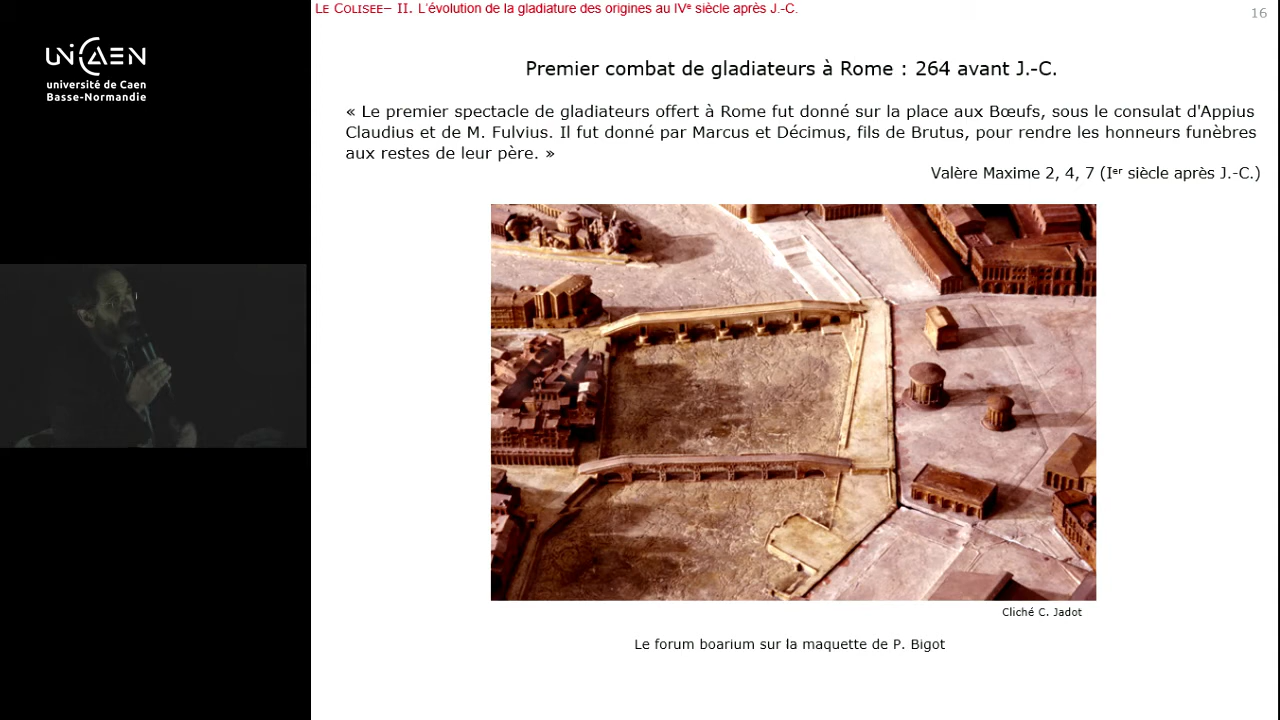 LE COLISEE– II. L'évolution de la gladiature des origines au IVe siècle après J.-C.
16
UNICAEN
université de Caen
Basse-Normandie
Premier combat de gladiateurs à Rome : 264 avant J.-C.
« Le premier spectacle de gladiateurs offert à Rome fut donné sur la place aux Bœufs, sous le consulat d'Appius
Claudius et de M. Fulvius. Il fut donné par Marcus et Décimus, fils de Brutus, pour rendre les honneurs funèbres
aux restes de leur père. »
Valère Maxime 2, 4, 7 (Ier siècle après J.-C.)
Cliché C. Jadot
Le forum boarium sur la maquette de P. Bigot